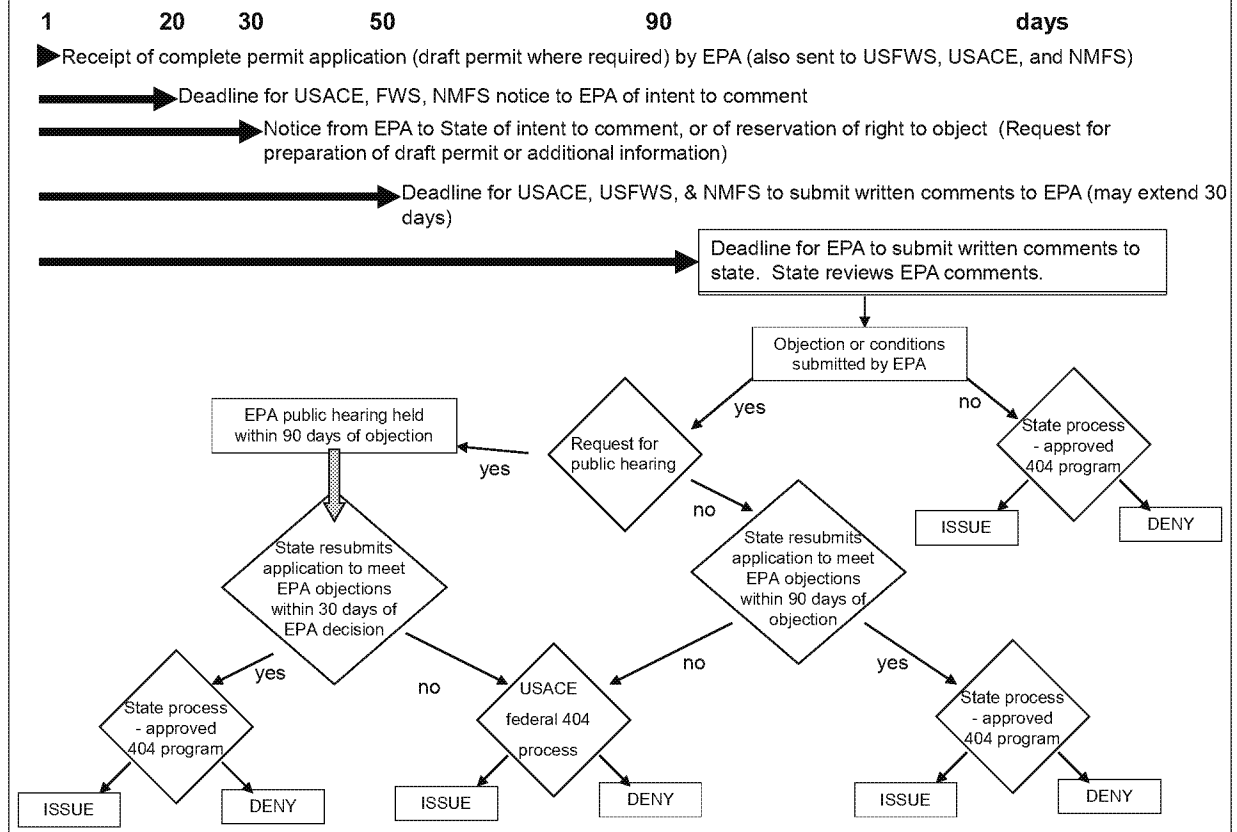 1 20 30 50 90 days
Receipt of complete permit application (draft permit where required) by EPA (also sent to USFWS, USACE, and NMFS)
Deadline for USACE, FWS, NMFS notice to EPA of intent to comment
Notice from EPA to State of intent to comment, or of reservation of right to object (Request for
preparation of draft permit or additional information)
Deadline for USACE, USFWS, & NMFS to submit written comments to EPA (may extend 30
days)
Deadline for EPA to submit written comments to
state. State reviews EPA comments.
Objection or conditions
submitted by EPA
yes
no
EPA public hearing held
within 90 days of objection
yes
Request for
public hearing
no
State process
- approved
404 program
ISSUE
DENY
State resubmits
application to meet
EPA objections
within 30 days of
EPA decision
State resubmits
application to meet
EPA objections
within 90 days of
objection
yes
no
no
yes
State process
- approved
404 program
USACE
federal 404
process
State process
- approved
404 program
ISSUE
DENY
ISSUE
DENY
ISSUE
DENY